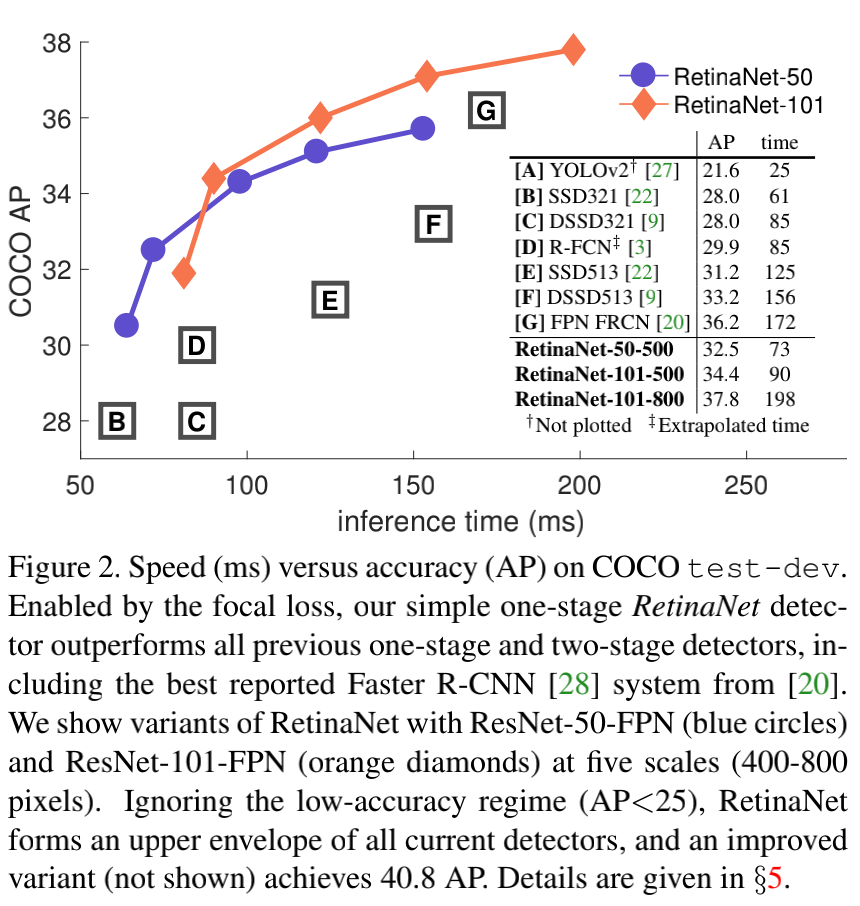 38
36
34
32
30
28
COCO AP
50
100
150
200
250
inference time (ms)
B
C
D
E
F
G
RetinaNet-50
RetinaNet-101
AP time
[A] YOLOv2† [27] 21.6 25
[B] SSD321 [22] 28.0 61
[C] DSSD321 [9] 28.0 85
[D] R-FCN‡ [3] 29.9 85
[E] SSD513 [22] 31.2 125
[F] DSSD513 [9] 33.2 156
[G] FPN FRCN [20] 36.2 172
RetinaNet-50-500 32.5 73
RetinaNet-101-500 34.4 90
RetinaNet-101-800 37.8 198
†Not plotted ‡Extrapolated time
Figure 2. Speed (ms) versus accuracy (AP) on COCO test-dev.
Enabled by the focal loss, our simple one-stage RetinaNet detec-
tor outperforms all previous one-stage and two-stage detectors, in-
cluding the best reported Faster R-CNN [28] system from [20].
We show variants of RetinaNet with ResNet-50-FPN (blue circles)
and ResNet-101-FPN (orange diamonds) at five scales (400-800
pixels). Ignoring the low-accuracy regime (AP<25), RetinaNet
forms an upper envelope of all current detectors, and an improved
variant (not shown) achieves 40.8 AP. Details are given in §5.